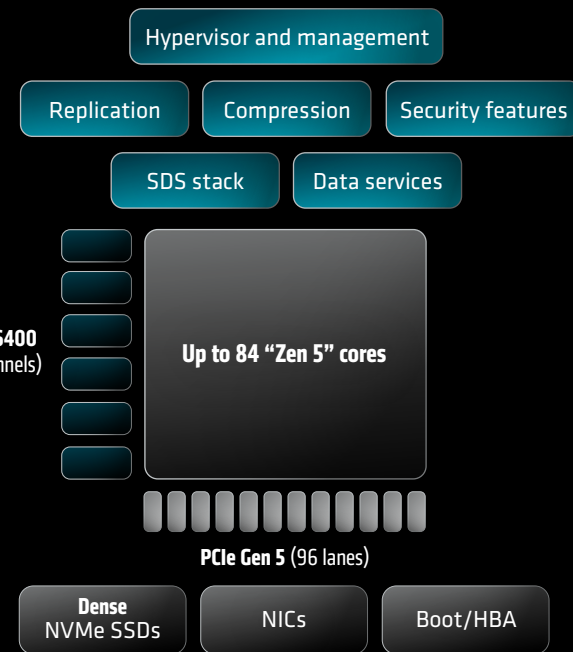 Hypervisor and management
Replication
Compression
Security features
SDS stack
Data services
Up to 84 “Zen 5” cores
PCIe Gen 5 (96 lanes)
Dense
NVMe SSDs
NICs
Boot/HBA